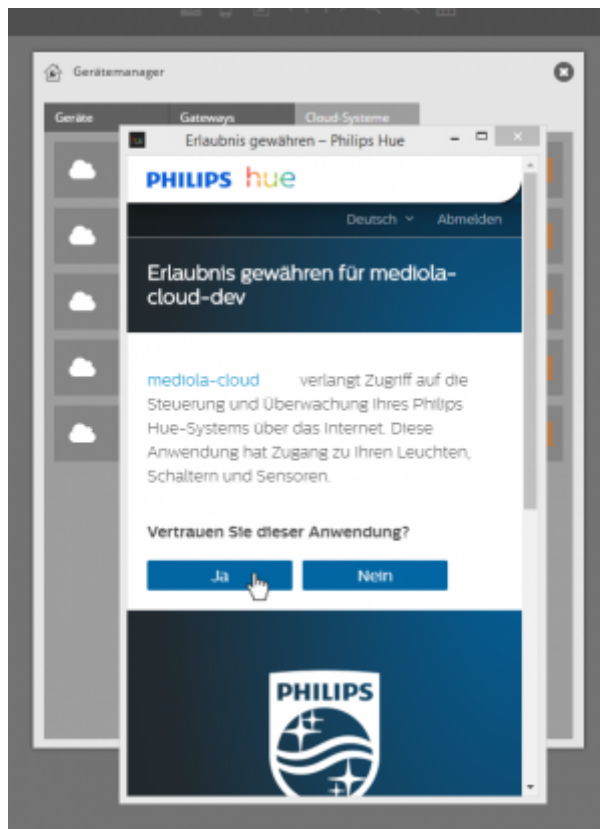 Gerätemanager
Geräte Gateways Cloud-Systeme
Erlaubnis gewähren – Philips Hue
PHILIPS hue
Deutsch Abmelden
Erlaubnis gewähren für mediola-
cloud-dev
mediola-cloud verlangt Zugriff auf die
Steuerung und Überwachung Ihres Philips
Hue-Systems über das Internet. Diese
Anwendung hat Zugang zu Ihren Leuchten,
Schaltern und Sensoren.
Vertrauen Sie dieser Anwendung?
Ja Nein
PHILIPS